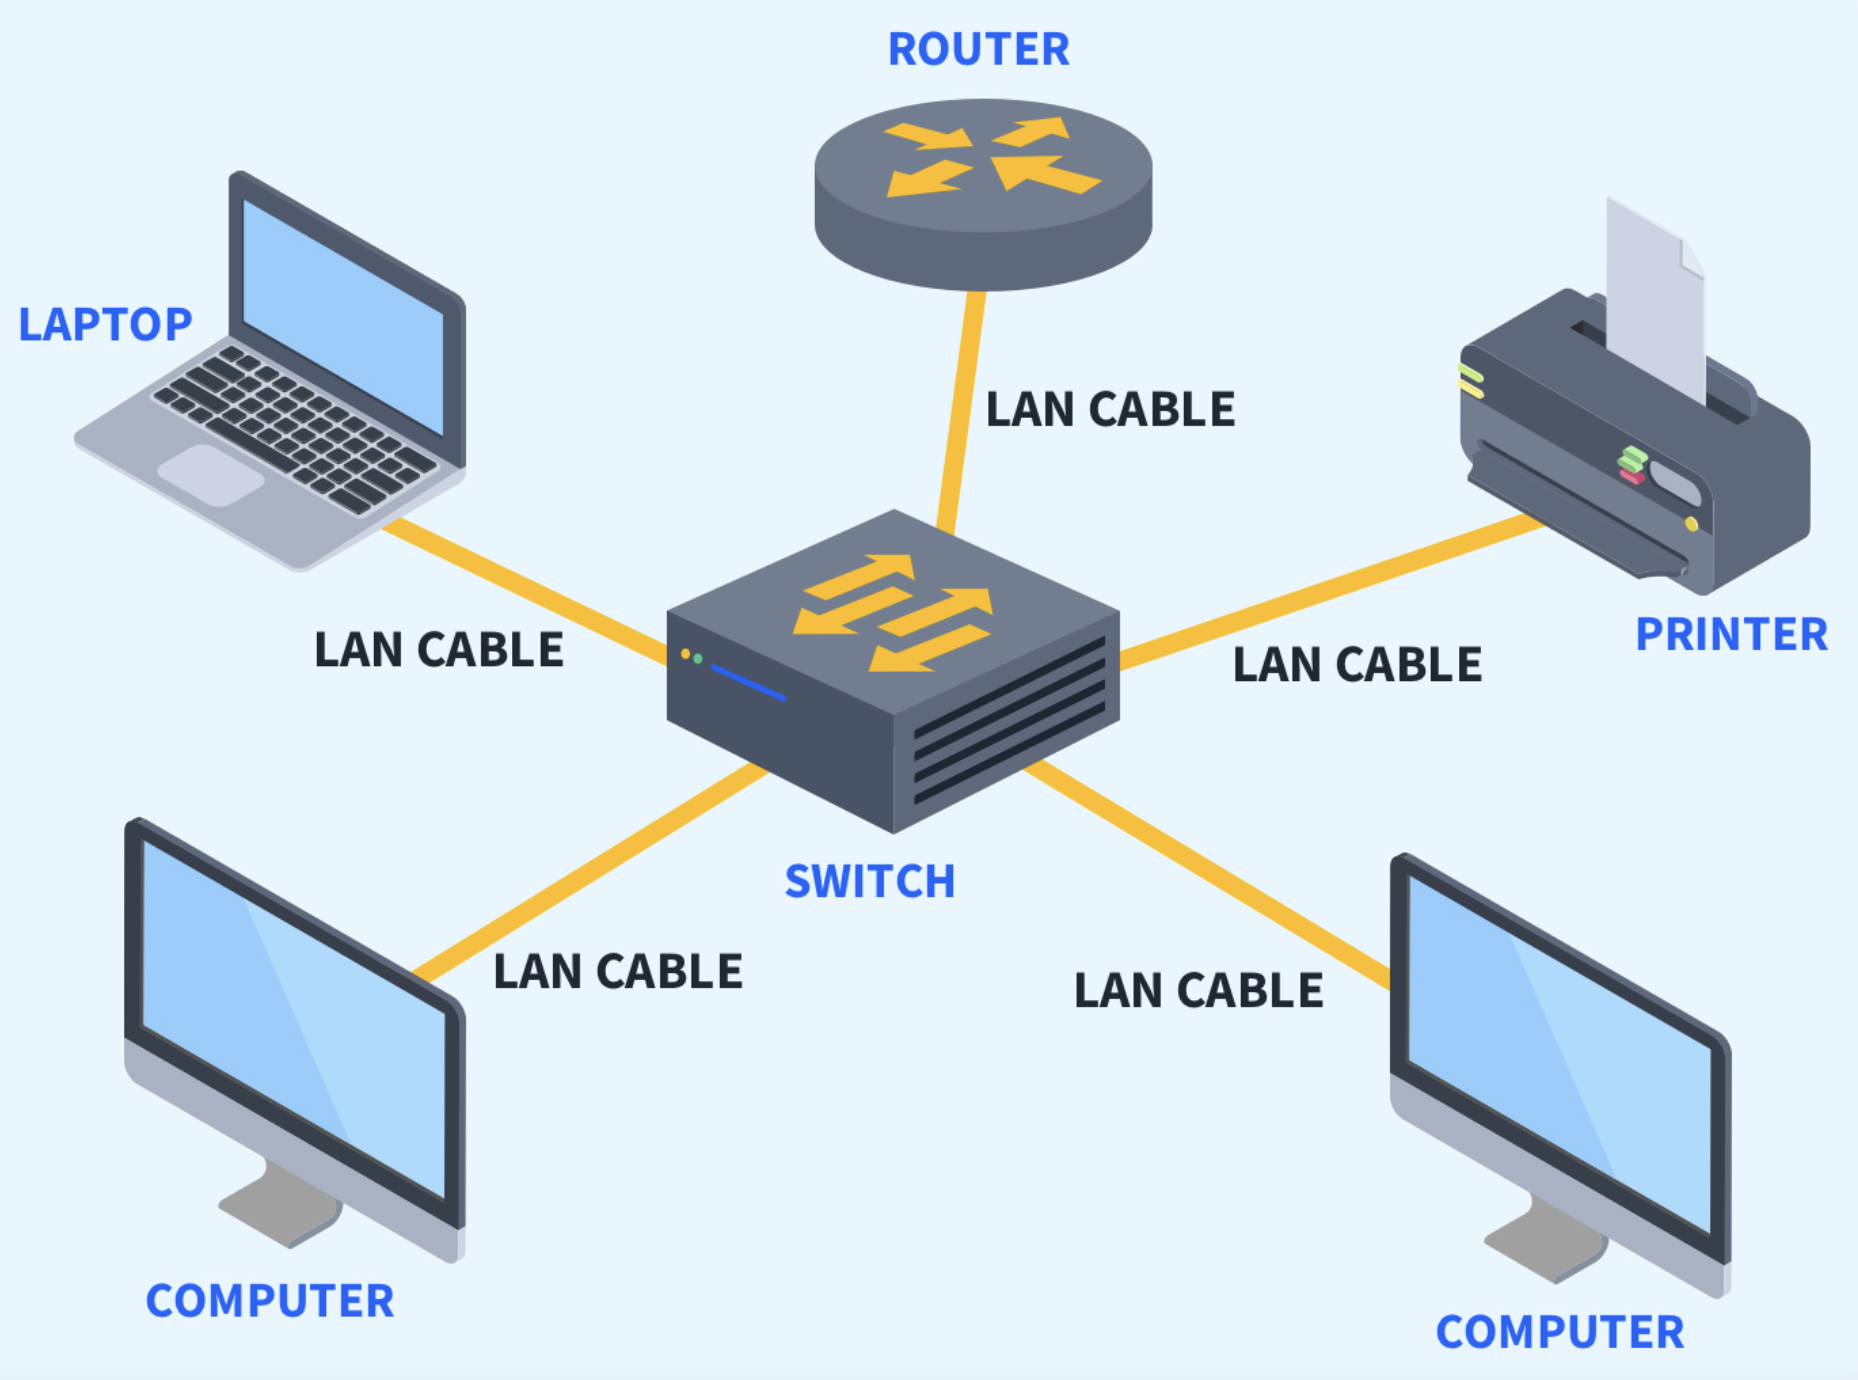 ROUTER
LAPTOP
LAN CABLE
LAN CABLE
PRINTER
LAN CABLE
SWITCH
LAN CABLE
LAN CABLE
COMPUTER
COMPUTER